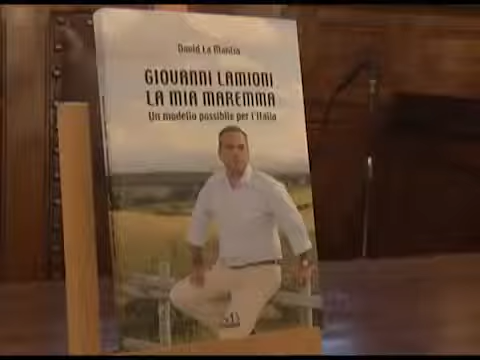 David La Mantia
GIOVANNI LAMIONI
LA MIA MAREMMA
Un modello possibile per l'Italia